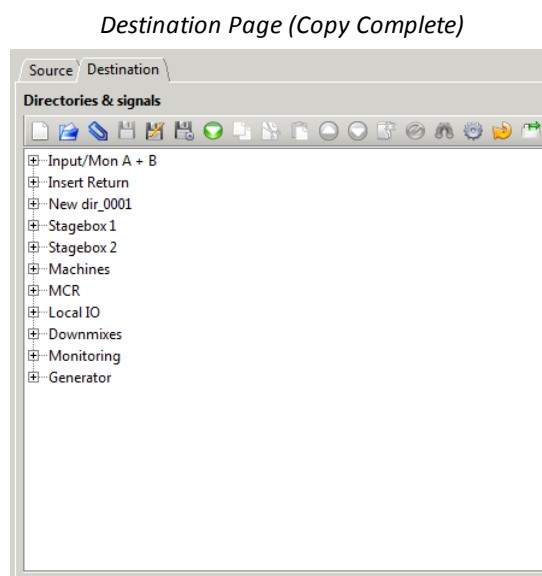 Destination Page (Copy Complete)
Source Destination
Directories & signals
Input/Mon A + B
Insert Return
New dir_0001
Stagebox 1
Stagebox 2
Machines
MCR
Local IO
Downmixes
Monitoring
Generator